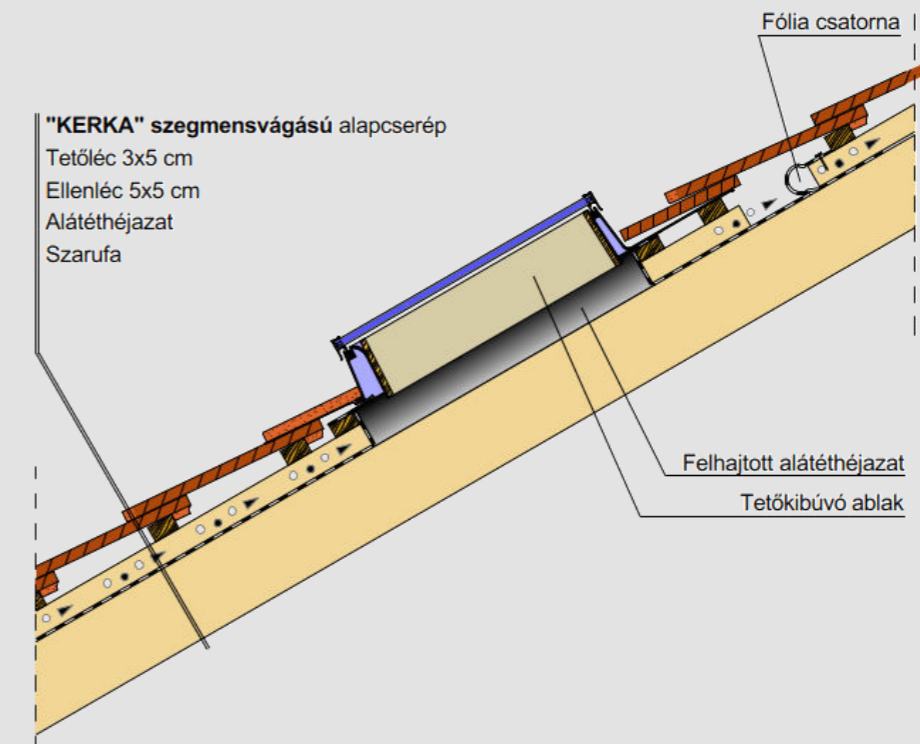 Fólia csatorna
"KERKA" szegmensvágású alapcserép
Tetőléc 3x5 cm
Ellenléc 5x5 cm
Alátéthéjazat
Szarufa
Felhajtott alátéthéjazat
Tetőkibúvó ablak